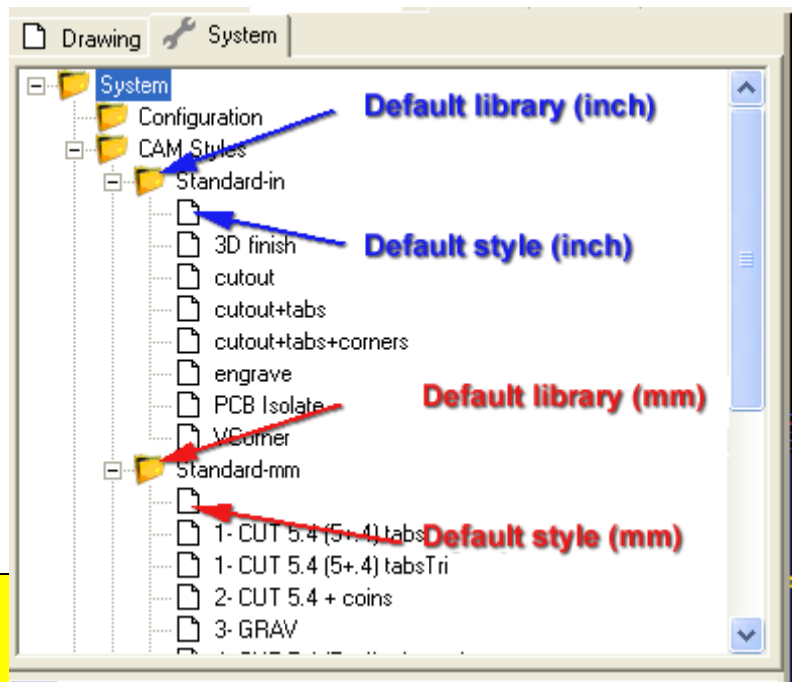 Drawing System
System
Configuration
Default library (inch)
CAM Styles
Standard-in
3D finish
Default style (inch)
cutout
cutout+tabs
cutout+tabs+corners
engrave
PCB Isolate
Default library (mm)
VCorner
Standard-mm
1- CUT 5.4 (5+.4) tabs
Default style (mm)
1- CUT 5.4 (5+.4) tabsTri
2- CUT 5.4 + coins
3- GRAV